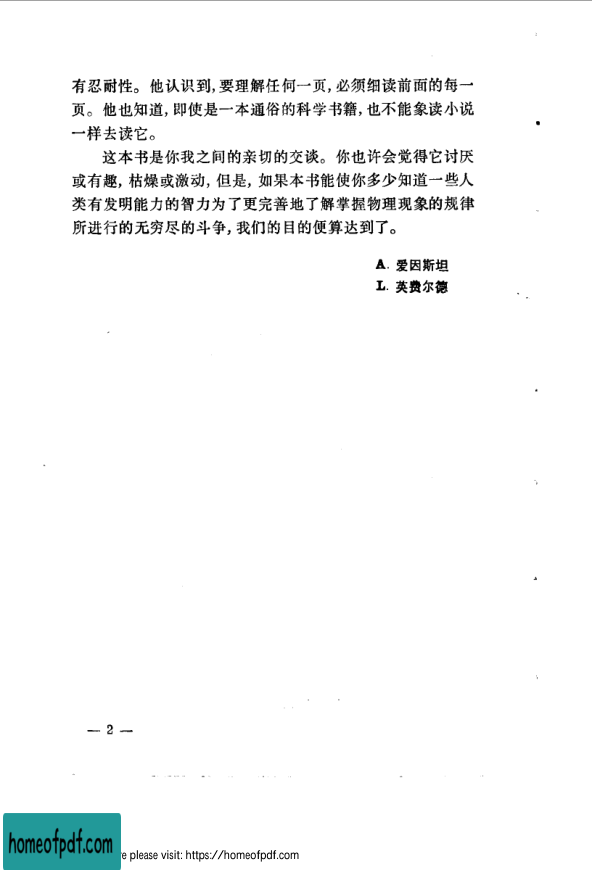 有忍耐性。他认识到,要理解任何一页,必须细读前面的每一
页。他也知道,即使是一本通俗的科学书籍,也不能象读小说
一样去读它。
这本书是你我之间的亲切的交谈。你也许会觉得它讨厌
或有趣,枯燥或激动,但是,如果本书能使你多少知道一些人
类有发明能力的智力为了更完善地了解掌握物理现象的规律
所进行的无穷尽的斗争,我们的目的便算达到了。
A. 爱因斯坦
L. 英费尔德
— 2 —
homeofpdf.com
e please visit: https://homeofpdf.com